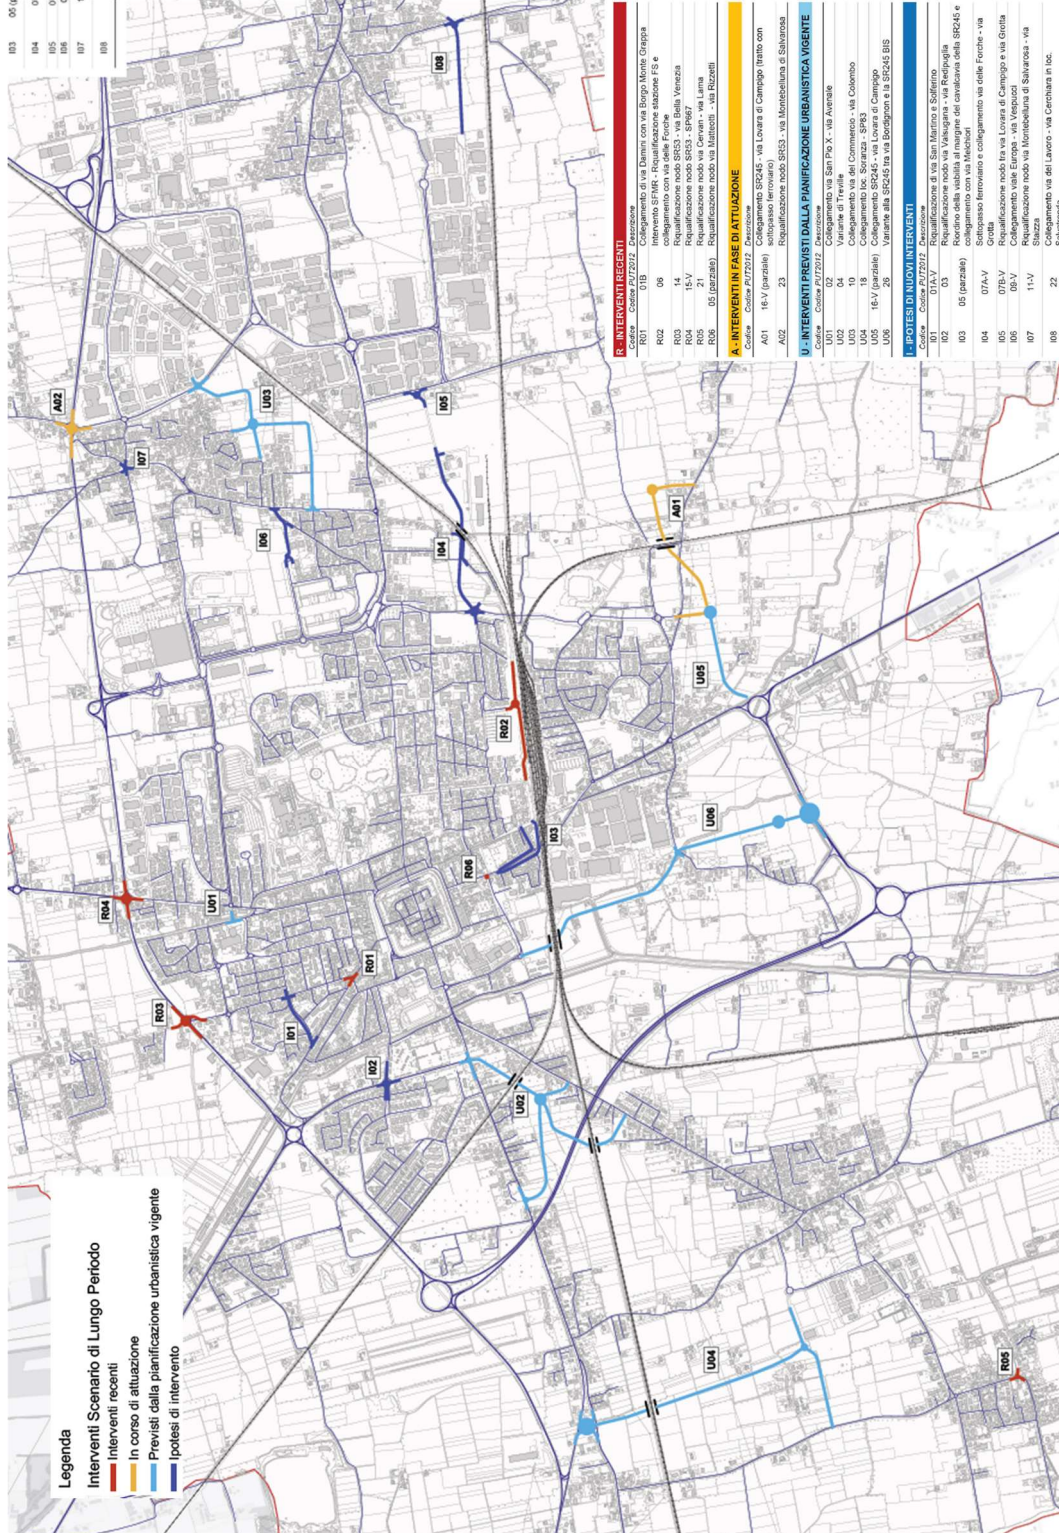 Legenda
Interventi Scenario di Lungo Periodo
Interventi recenti
In corso di attuazione
Previsti dalla pianificazione urbanistica vigente
Ipotesi di intervento
R03
R04
A02
I07
I01
U01
I06
U03
I08
I02
R01
R06
I03
R02
I04
I05
U02
U06
U05
A01
U04
R05
I03
I04
I05
I06
I07
I08
R - INTERVENTI RECENTI
Codice Codice PUT2012 Descrizione
R01 01B Collegamento di via Damini con via Borgo Monte Grappa
R02 06 Intervento SFMR - Riqualificazione stazione FS e
collegamento con via delle Forche
R03 14 Riqualificazione nodo SR53 - via Bella Venezia
R04 15-V Riqualificazione nodo SR53 - SP667
R05 21 Riqualificazione nodo via Cervan - via Lama
R06 05 (parziale) Riqualificazione nodo via Matteotti - via Rizzetti
A - INTERVENTI IN FASE DI ATTUAZIONE
Codice Codice PUT2012 Descrizione
A01 16-V (parziale) Collegamento SR245 - via Lovara di Campigo (tratto con
sottopasso ferroviario)
A02 23 Riqualificazione nodo SR53 - via Montebelluna di Salvarosa
U - INTERVENTI PREVISTI DALLA PIANIFICAZIONE URBANISTICA VIGENTE
Codice Codice PUT2012 Descrizione
U01 02 Collegamento via San Pio X - via Avenale
U02 04 Variante di Treville
U03 10 Collegamento via del Commercio - via Colombo
U04 18 Collegamento loc. Soranza - SP83
U05 16-V (parziale) Collegamento SR245 - via Lovara di Campigo
U06 26 Variante alla SR245 tra via Bordignon e la SR245 BIS
I - IPOTESI DI NUOVI INTERVENTI
Codice Codice PUT2012 Descrizione
I01 01A-V Riqualificazione di via San Martino e Solferino
I02 03 Riqualificazione nodo via Valsugana - via Redipuglia
I03 05 (parziale) Riordino della viabilità al margine del cavalcavia della SR245 e
collegamento con via Melchiori
I04 07A-V Sottopasso ferroviario e collegamento via delle Forche - via
Grotta
I05 07B-V Riqualificazione nodo tra via Lovara di Campigo e via Grotta
I06 09-V Collegamento viale Europa - via Vespucci
I07 11-V Riqualificazione nodo via Montebelluna di Salvarosa - via
Stazza
I08 22 Collegamento via del Lavoro - via Cerchiara in loc.